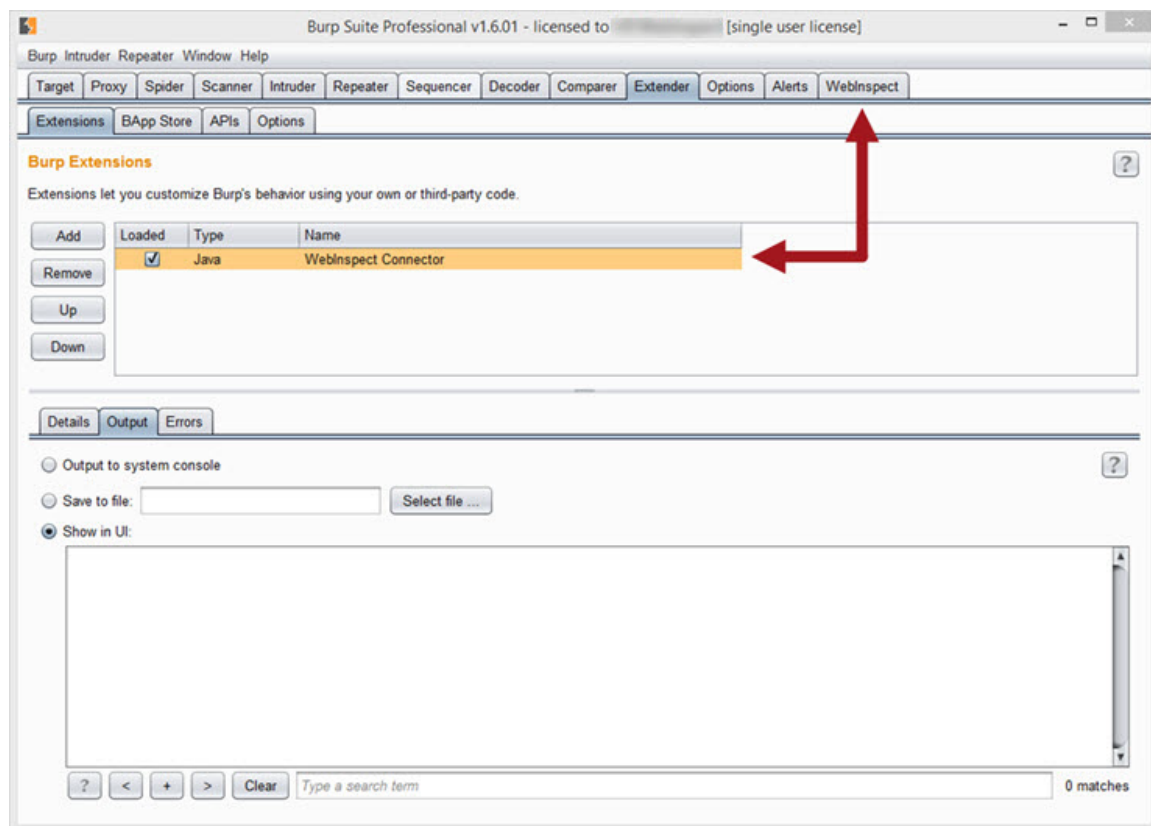 Burp Suite Professional v1.6.01 - licensed to [single user license]
Burp Intruder Repeater Window Help
Target Proxy Spider Scanner Intruder Repeater Sequencer Decoder Comparer Extender Options Alerts WebInspect
Extensions BApp Store APIs Options
Burp Extensions
?
Extensions let you customize Burp's behavior using your own or third-party code.
Add
Remove
Up
Down
Loaded Type Name
Java WebInspect Connector
Details Output Errors
Output to system console
?
Save to file: Select file ...
Show in UI:
? < + > Clear Type a search term 0 matches